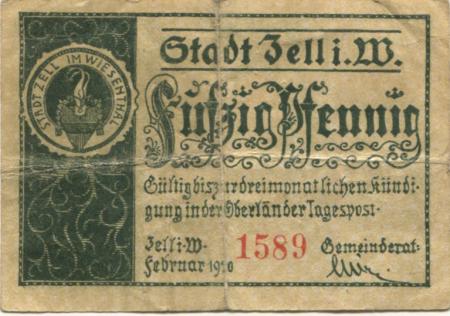 Stadt Zell i. W.
STADT ZELL IM WIESENTHAL
Fünfzig Pfennig
Gültig bis zur dreimonatlichen Kündi-
gung in der Oberländer Tagespost.
Zell i. W.
Februar 1920
1589
Gemeinderat: